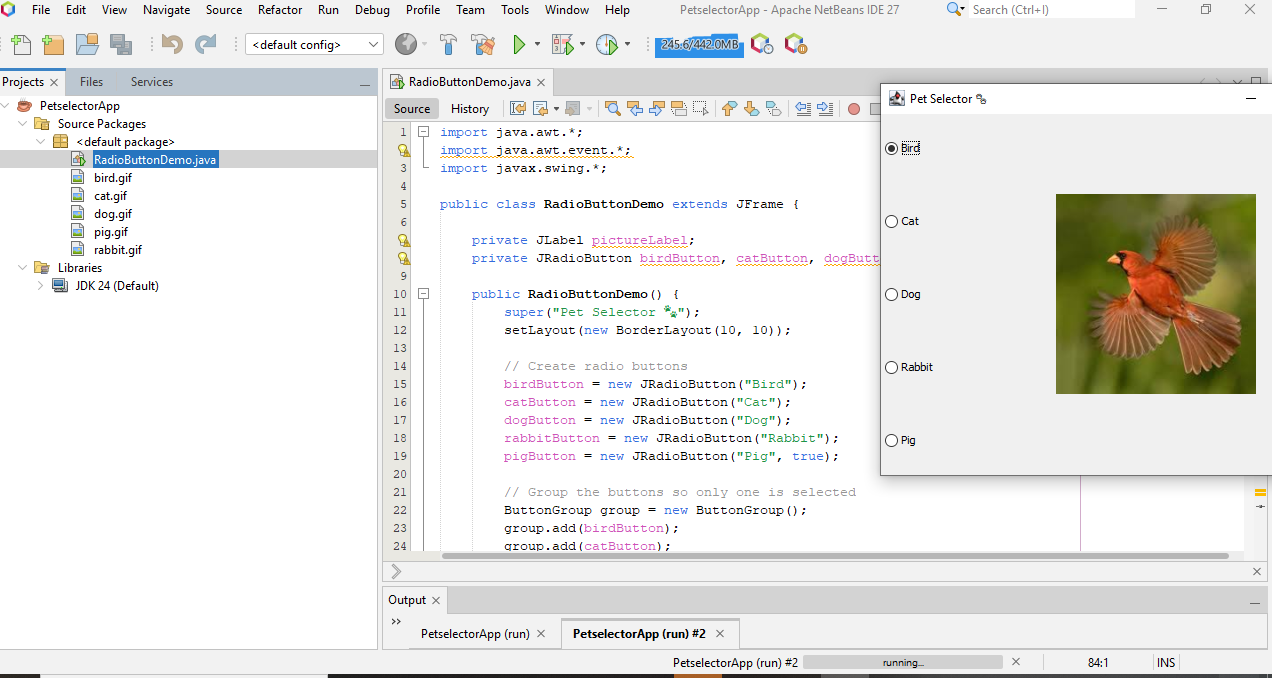 File Edit View Navigate Source Refactor Run Debug Profile Team Tools Window Help PetselectorApp - Apache NetBeans IDE 27 Search (Ctrl+I)
<default config> 245.6/442.0MB
Projects Files Services
PetselectorApp
Source Packages
<default package>
RadioButtonDemo.java
bird.gif
cat.gif
dog.gif
pig.gif
rabbit.gif
Libraries
JDK 24 (Default)
RadioButtonDemo.java
Source History
1 import java.awt.*;
import java.awt.event.*;
3 import javax.swing.*;
4
5 public class RadioButtonDemo extends JFrame {
6
private JLabel pictureLabel;
private JRadioButton birdButton, catButton, dogButt
9
10 public RadioButtonDemo() {
11 super("Pet Selector 🐾");
12 setLayout(new BorderLayout(10, 10));
13
14 // Create radio buttons
15 birdButton = new JRadioButton("Bird");
16 catButton = new JRadioButton("Cat");
17 dogButton = new JRadioButton("Dog");
18 rabbitButton = new JRadioButton("Rabbit");
19 pigButton = new JRadioButton("Pig", true);
20
21 // Group the buttons so only one is selected
22 ButtonGroup group = new ButtonGroup();
23 group.add(birdButton);
24 group.add(catButton);
Pet Selector 🐾
Bird
Cat
Dog
Rabbit
Pig
Output
PetselectorApp (run) PetselectorApp (run) #2
PetselectorApp (run) #2 running... 84:1 INS